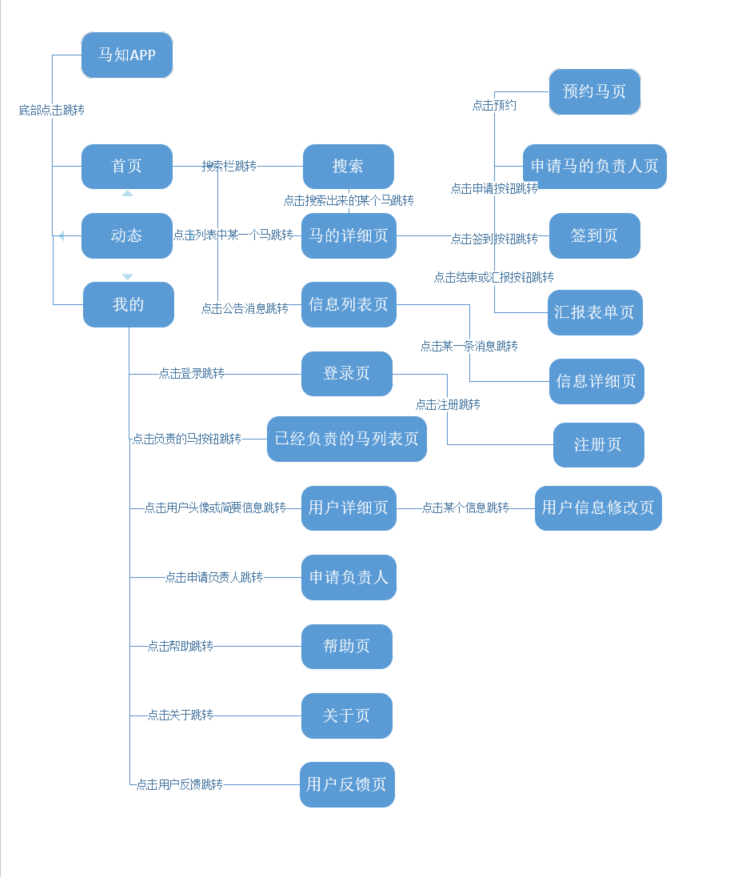 马知APP
预约马页
点击预约
底部点击跳转
首页
搜索栏跳转
搜索
申请马的负责人页
点击申请按钮跳转
点击搜索出来的某个马跳转
动态
点击列表中某一个马跳转
马的详细页
点击签到按钮跳转
签到页
点击结束或汇报按钮跳转
我的
点击公告消息跳转
信息列表页
汇报表单页
点击某一条消息跳转
点击登录跳转
登录页
信息详细页
点击注册跳转
点击负责的马按钮跳转
已经负责的马列表页
注册页
点击用户头像或简要信息跳转
用户详细页
点击某个信息跳转
用户信息修改页
点击申请负责人跳转
申请负责人
点击帮助跳转
帮助页
点击关于跳转
关于页
点击用户反馈跳转
用户反馈页